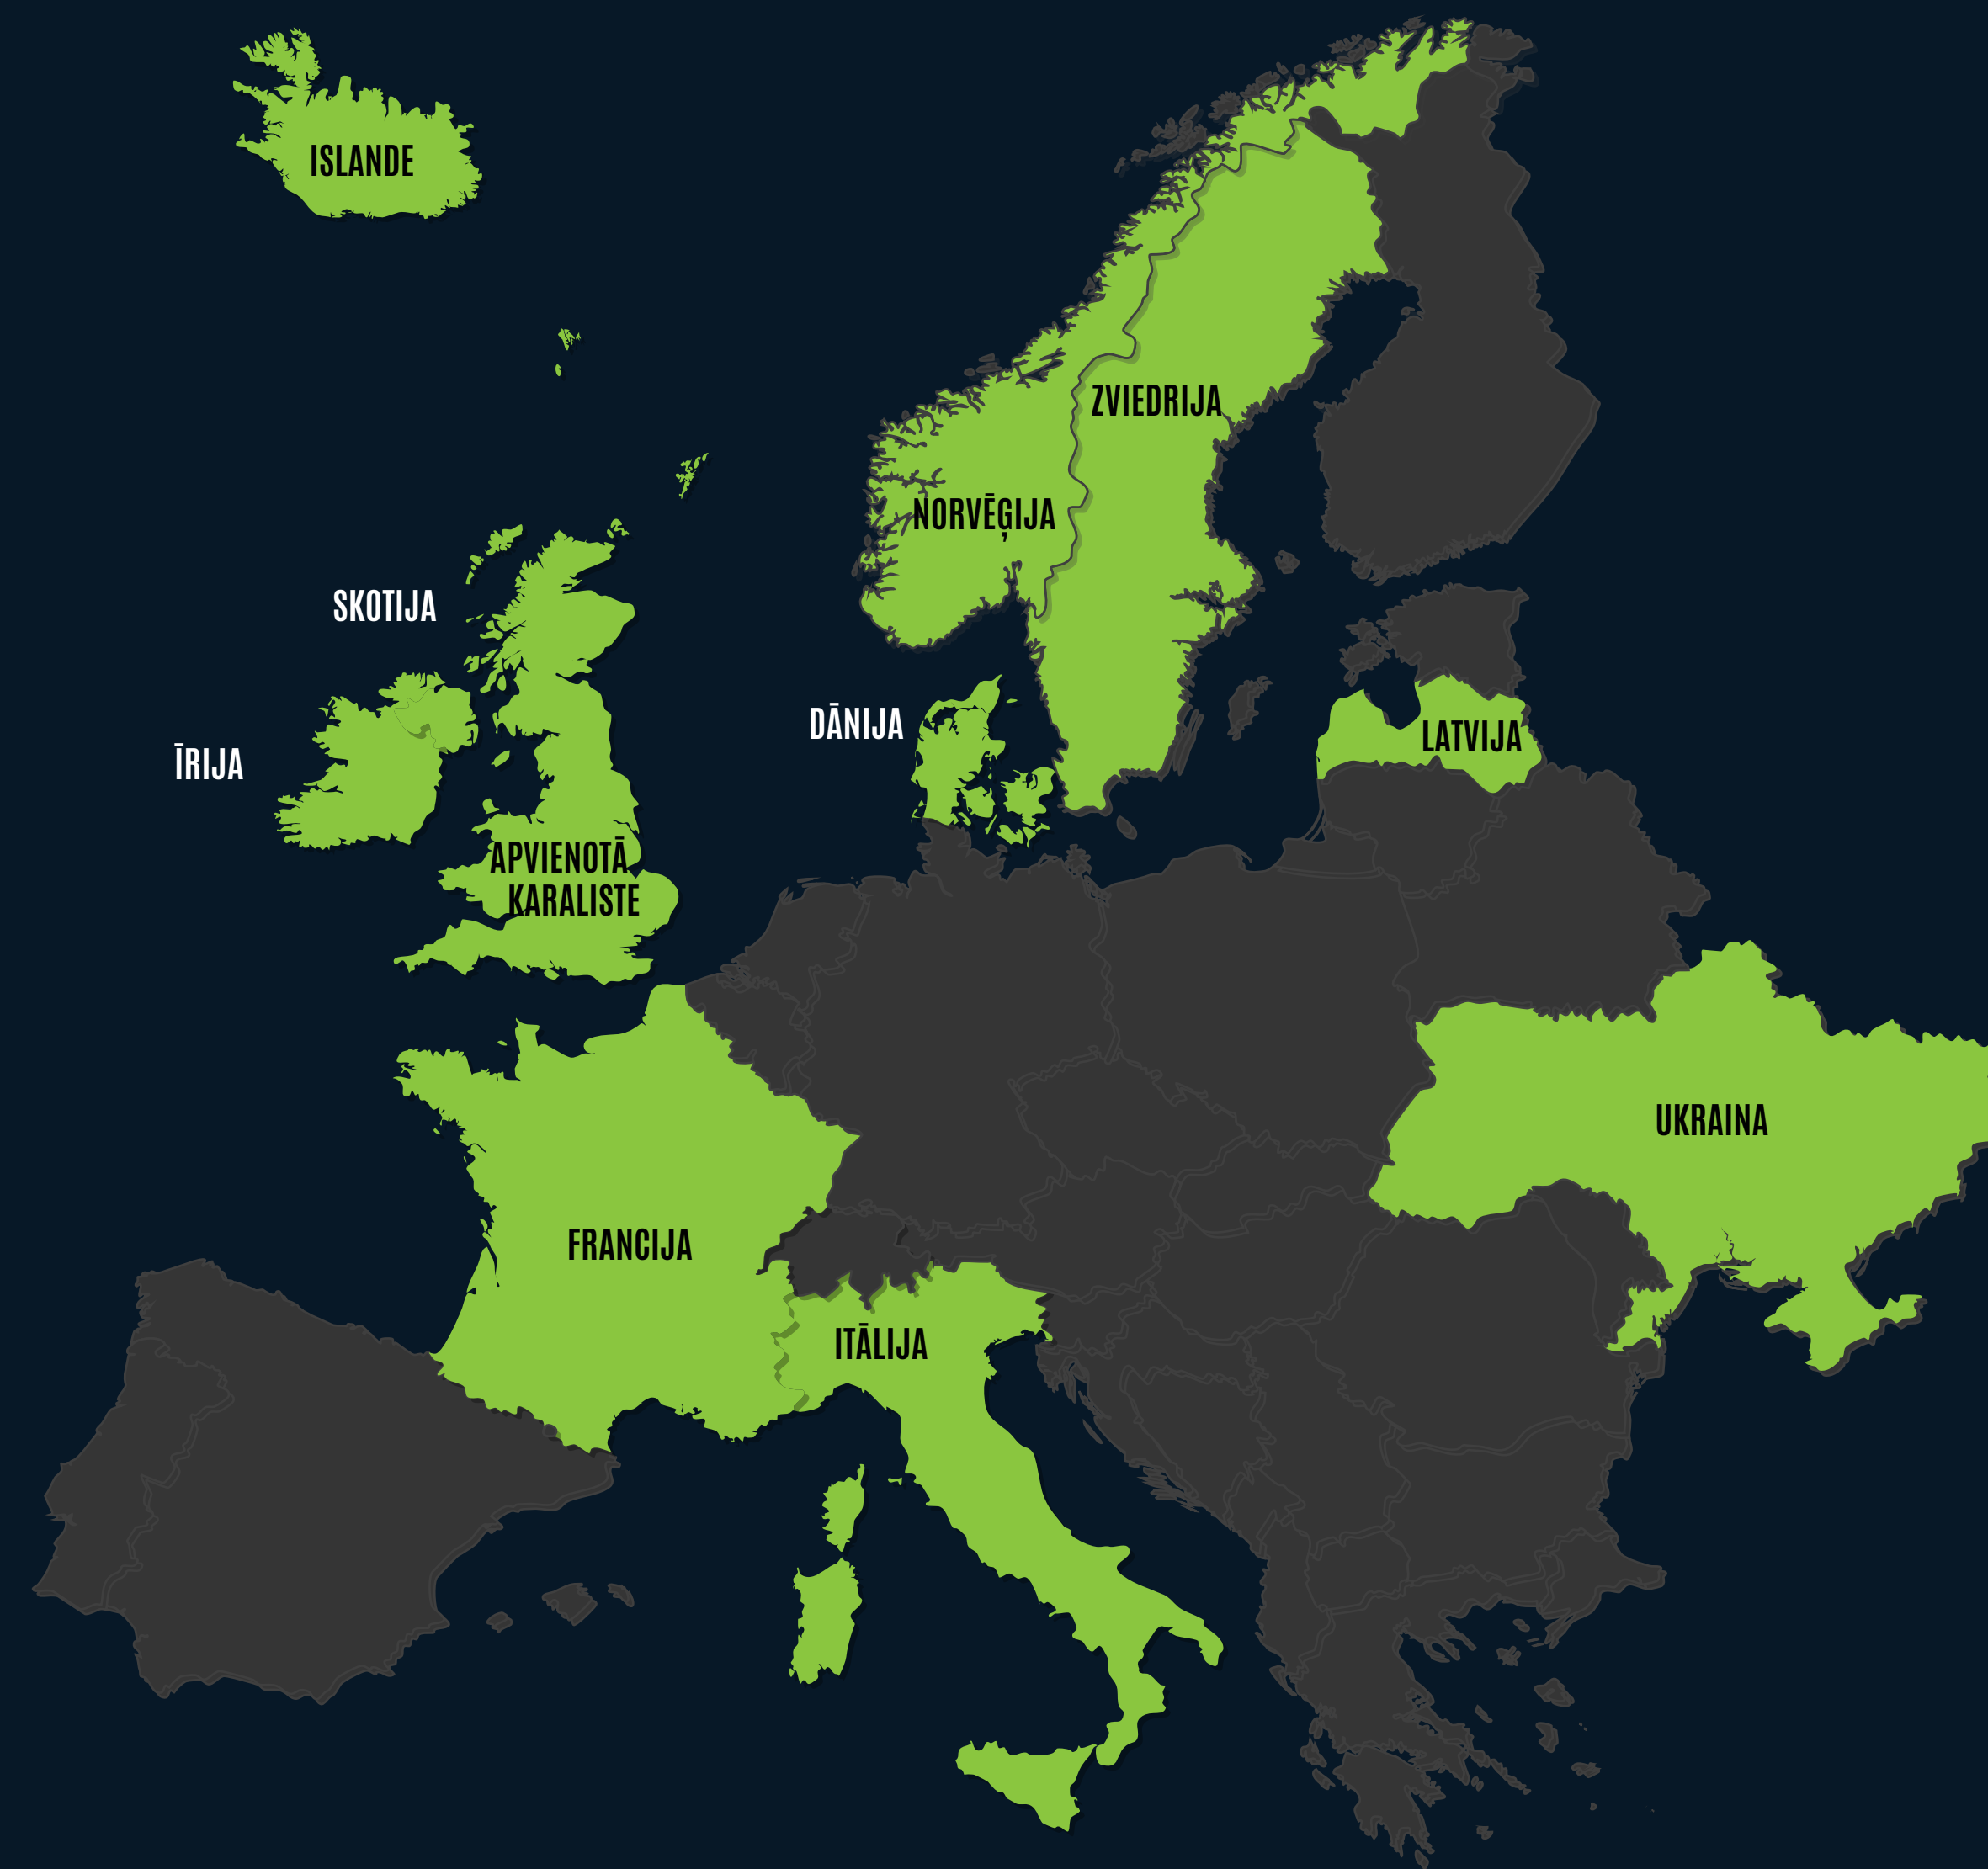 ISLANDE
ZVIEDRIJA
NORVĒĢIJA
SKOTIJA
DĀNIJA
LATVIJA
ĪRIJA
APVIENOTĀ
KARALISTE
UKRAINA
FRANCIJA
ITĀLIJA